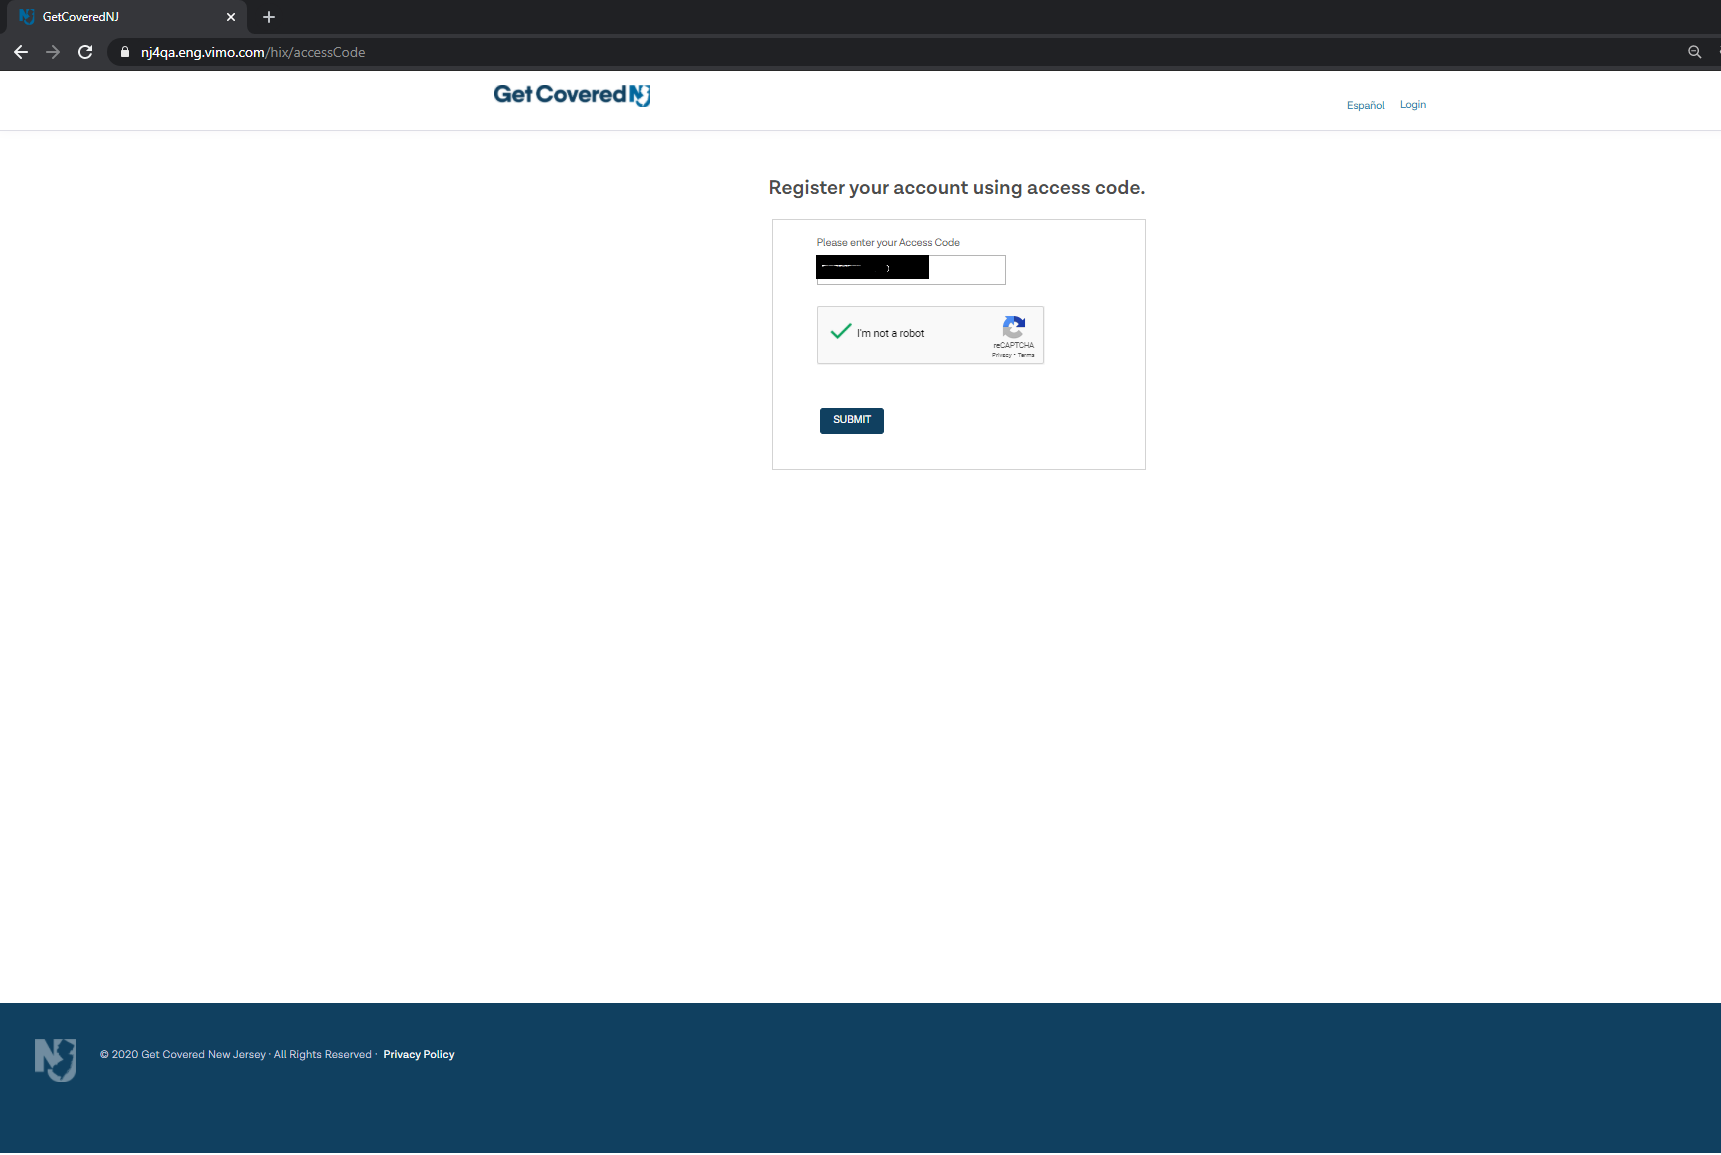 GetCoveredNJ
nj4qa.eng.vimo.com/hix/accessCode
Get Covered NJ
Español Login
Register your account using access code.
Please enter your Access Code
I'm not a robot
reCAPTCHA
Privacy - Terms
SUBMIT
NJ © 2020 Get Covered New Jersey · All Rights Reserved · Privacy Policy